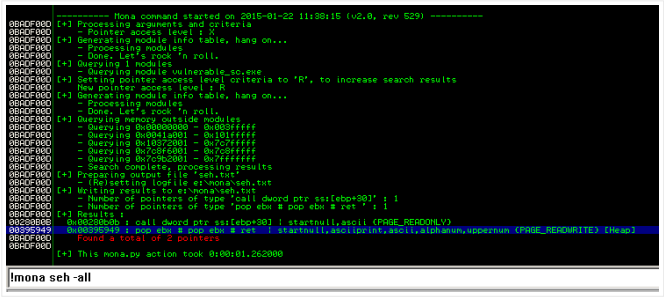 ---------- Mona command started on 2015-01-22 11:38:15 (v2.0, rev 529) ----------
0BADF00D [+] Processing arguments and criteria
0BADF00D - Pointer access level : X
0BADF00D [+] Generating module info table, hang on...
0BADF00D - Processing modules
0BADF00D - Done. Let's rock 'n roll.
0BADF00D [+] Querying 1 modules
0BADF00D - Querying module vulnerable_sc.exe
0BADF00D [+] Setting pointer access level criteria to 'R', to increase search results
0BADF00D New pointer access level : R
0BADF00D [+] Generating module info table, hang on...
0BADF00D - Processing modules
0BADF00D - Done. Let's rock 'n roll.
0BADF00D [+] Querying memory outside modules
0BADF00D - Querying 0x00000000 - 0x003fffff
0BADF00D - Querying 0x0041a001 - 0x101fffff
0BADF00D - Querying 0x10372001 - 0x7c7fffff
0BADF00D - Querying 0x7c8f6001 - 0x7c8fffff
0BADF00D - Querying 0x7c9b2001 - 0x7fffffff
0BADF00D - Search complete, processing results
0BADF00D [+] Preparing output file 'seh.txt'
0BADF00D - (Re)setting logfile e:\mona\seh.txt
0BADF00D [+] Writing results to e:\mona\seh.txt
0BADF00D - Number of pointers of type 'call dword ptr ss:[ebp+30]' : 1
0BADF00D - Number of pointers of type 'pop ebx # pop ebx # ret ' : 1
0BADF00D [+] Results :
00280B0B 0x00280b0b : call dword ptr ss:[ebp+30] | startnull,ascii {PAGE_READONLY}
00395949 0x00395949 : pop ebx # pop ebx # ret | startnull,asciiprint,ascii,alphanum,uppernum {PAGE_READWRITE} [Heap]
0BADF00D Found a total of 2 pointers
0BADF00D
0BADF00D [+] This mona.py action took 0:00:01.262000
!mona seh -all